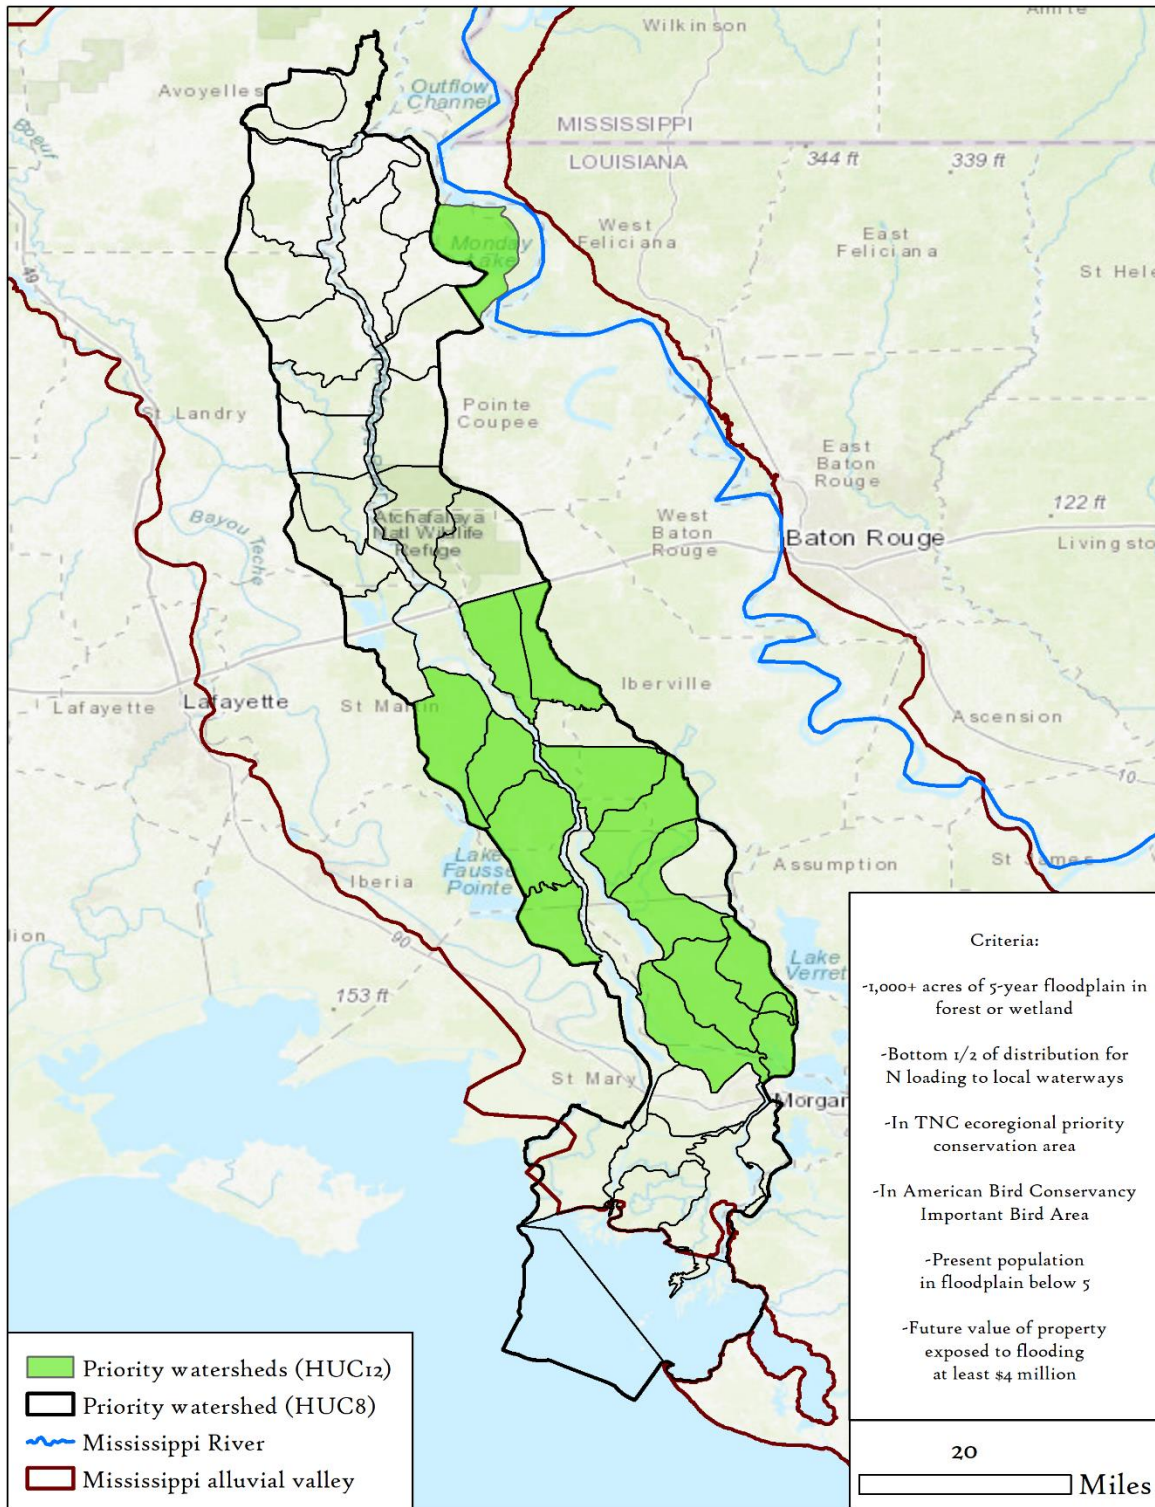 Amite
Wilkinson
Avoyelles
Outflow
Channel
Boeuf
MISSISSIPPI
LOUISIANA
344 ft
339 ft
West
Feliciana
East
Feliciana
Monday
Lake
St Hele
49
St Landry
Pointe
Coupee
East
Baton
Rouge
122 ft
Bayou Teche
Atchafalaya
Natl Wildlife
Refuge
West
Baton
Rouge
Baton Rouge
Livingsto
Iberville
Lafayette
Lafayette
St Martin
Ascension
10
Lake
Fausse
Pointe
Iberia
Assumption
St James
lion
90
153 ft
Lake
Verret
St Mary
Morgan
Criteria:
-1,000+ acres of 5-year floodplain in
forest or wetland
-Bottom 1/2 of distribution for
N loading to local waterways
-In TNC ecoregional priority
conservation area
-In American Bird Conservancy
Important Bird Area
-Present population
in floodplain below 5
-Future value of property
exposed to flooding
at least $4 million
Priority watersheds (HUC12)
Priority watershed (HUC8)
Mississippi River
Mississippi alluvial valley
20
Miles